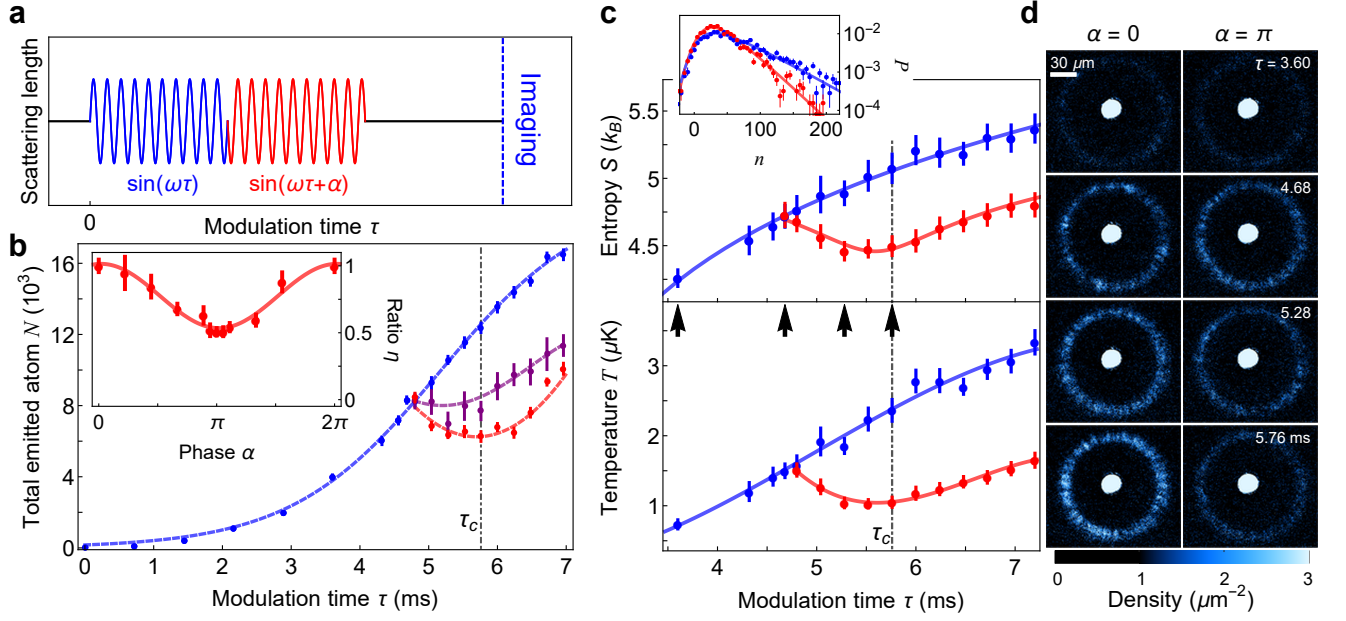 a
Scattering length
sin(ωτ)
sin(ωτ+α)
Imaging
0
Modulation time τ
b
Total emitted atom N (10³)
16
12
8
4
0
1
0.5
0
Ratio η
0
π
2π
Phase α
τc
0
1
2
3
4
5
6
7
Modulation time τ (ms)
c
10⁻²
10⁻³
10⁻⁴
P
0
100
200
n
Entropy S (kB)
5.5
5
4.5
Temperature T (μK)
3
2
1
τc
4
5
6
7
Modulation time τ (ms)
d
α = 0
α = π
30 μm
τ = 3.60
4.68
5.28
5.76 ms
0
1
2
3
Density (μm⁻²)